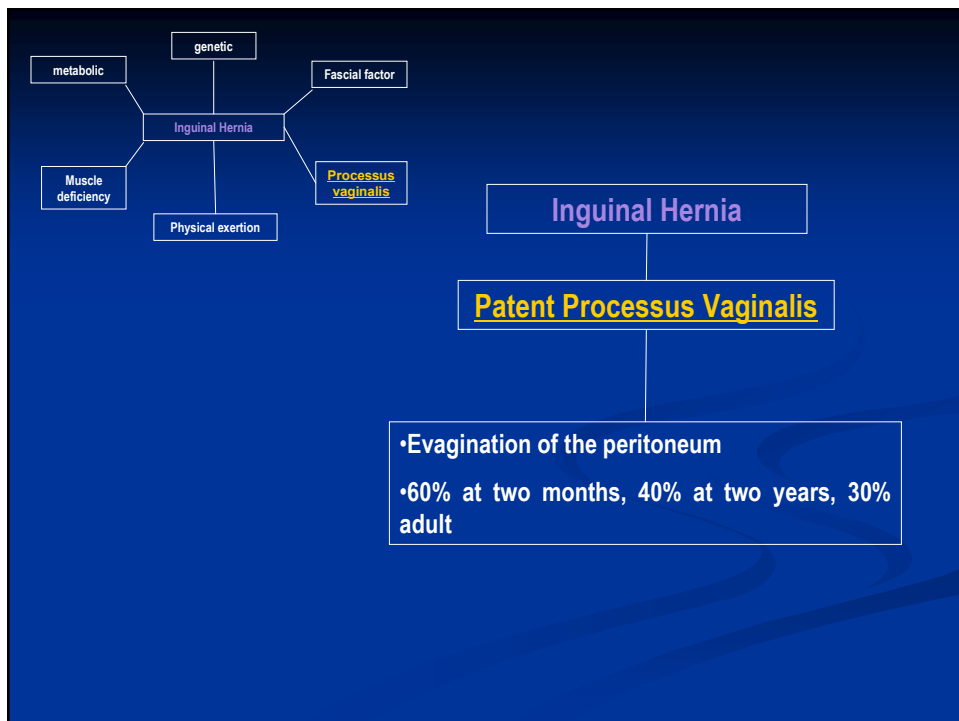 genetic
metabolic
Fascial factor
Inguinal Hernia
Muscle
deficiency
Processus
vaginalis
Physical exertion
Inguinal Hernia
Patent Processus Vaginalis
•Evagination of the peritoneum
•60% at two months, 40% at two years, 30%
adult